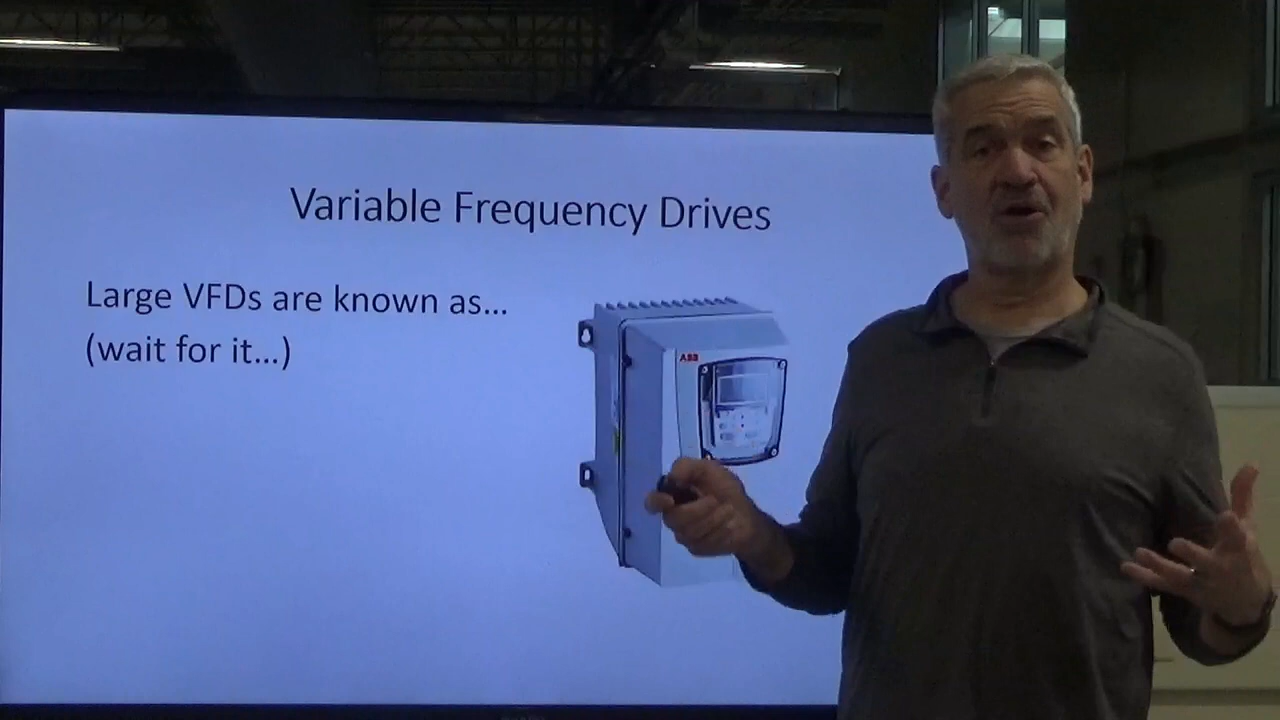 Variable Frequency Drives
Large VFDs are known as...
(wait for it...)
ABB